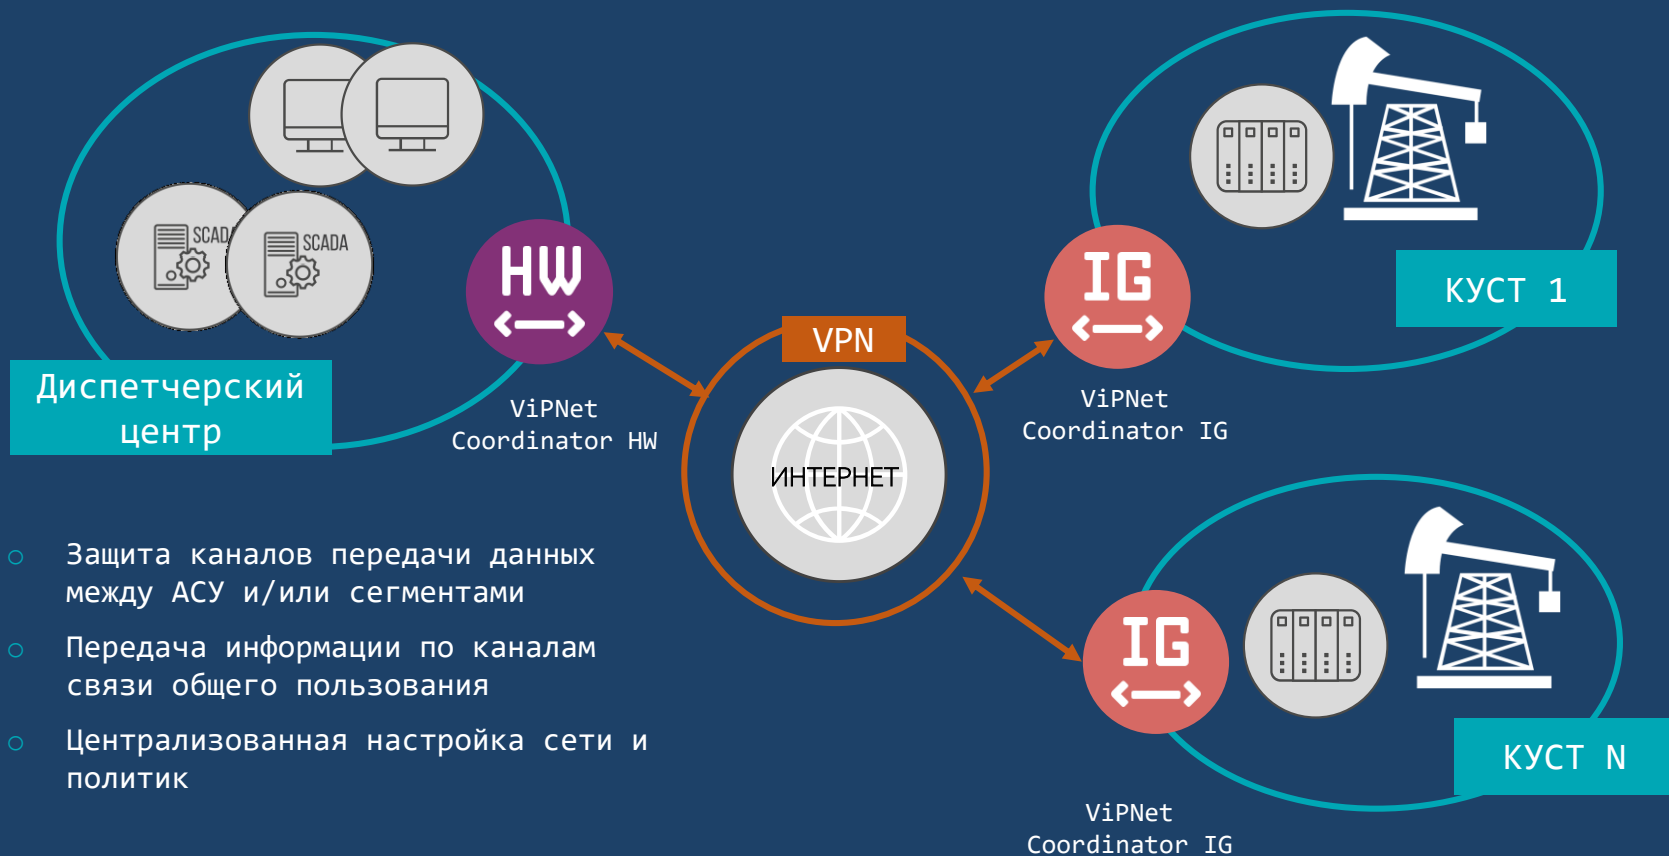 SCADA
SCADA
HW
Диспетчерский
центр
ViPNet
Coordinator HW
VPN
ИНТЕРНЕТ
IG
ViPNet
Coordinator IG
КУСТ 1
IG
ViPNet
Coordinator IG
КУСТ N
○ Защита каналов передачи данных
между АСУ и/или сегментами
○ Передача информации по каналам
связи общего пользования
○ Централизованная настройка сети и
политик